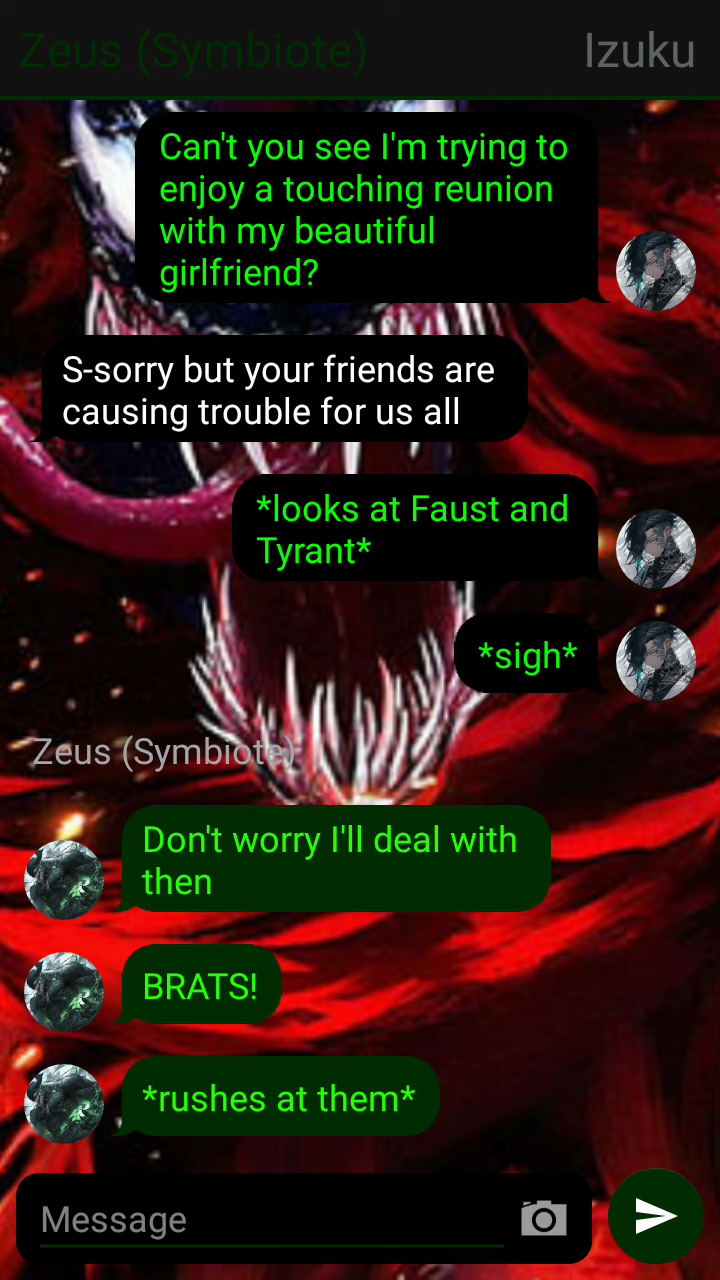 Zeus (Symbiote) Izuku
Can't you see I'm trying to
enjoy a touching reunion
with my beautiful
girlfriend?
S-sorry but your friends are
causing trouble for us all
*looks at Faust and
Tyrant*
*sigh*
Zeus (Symbiote)
Don't worry I'll deal with
then
BRATS!
*rushes at them*
Message